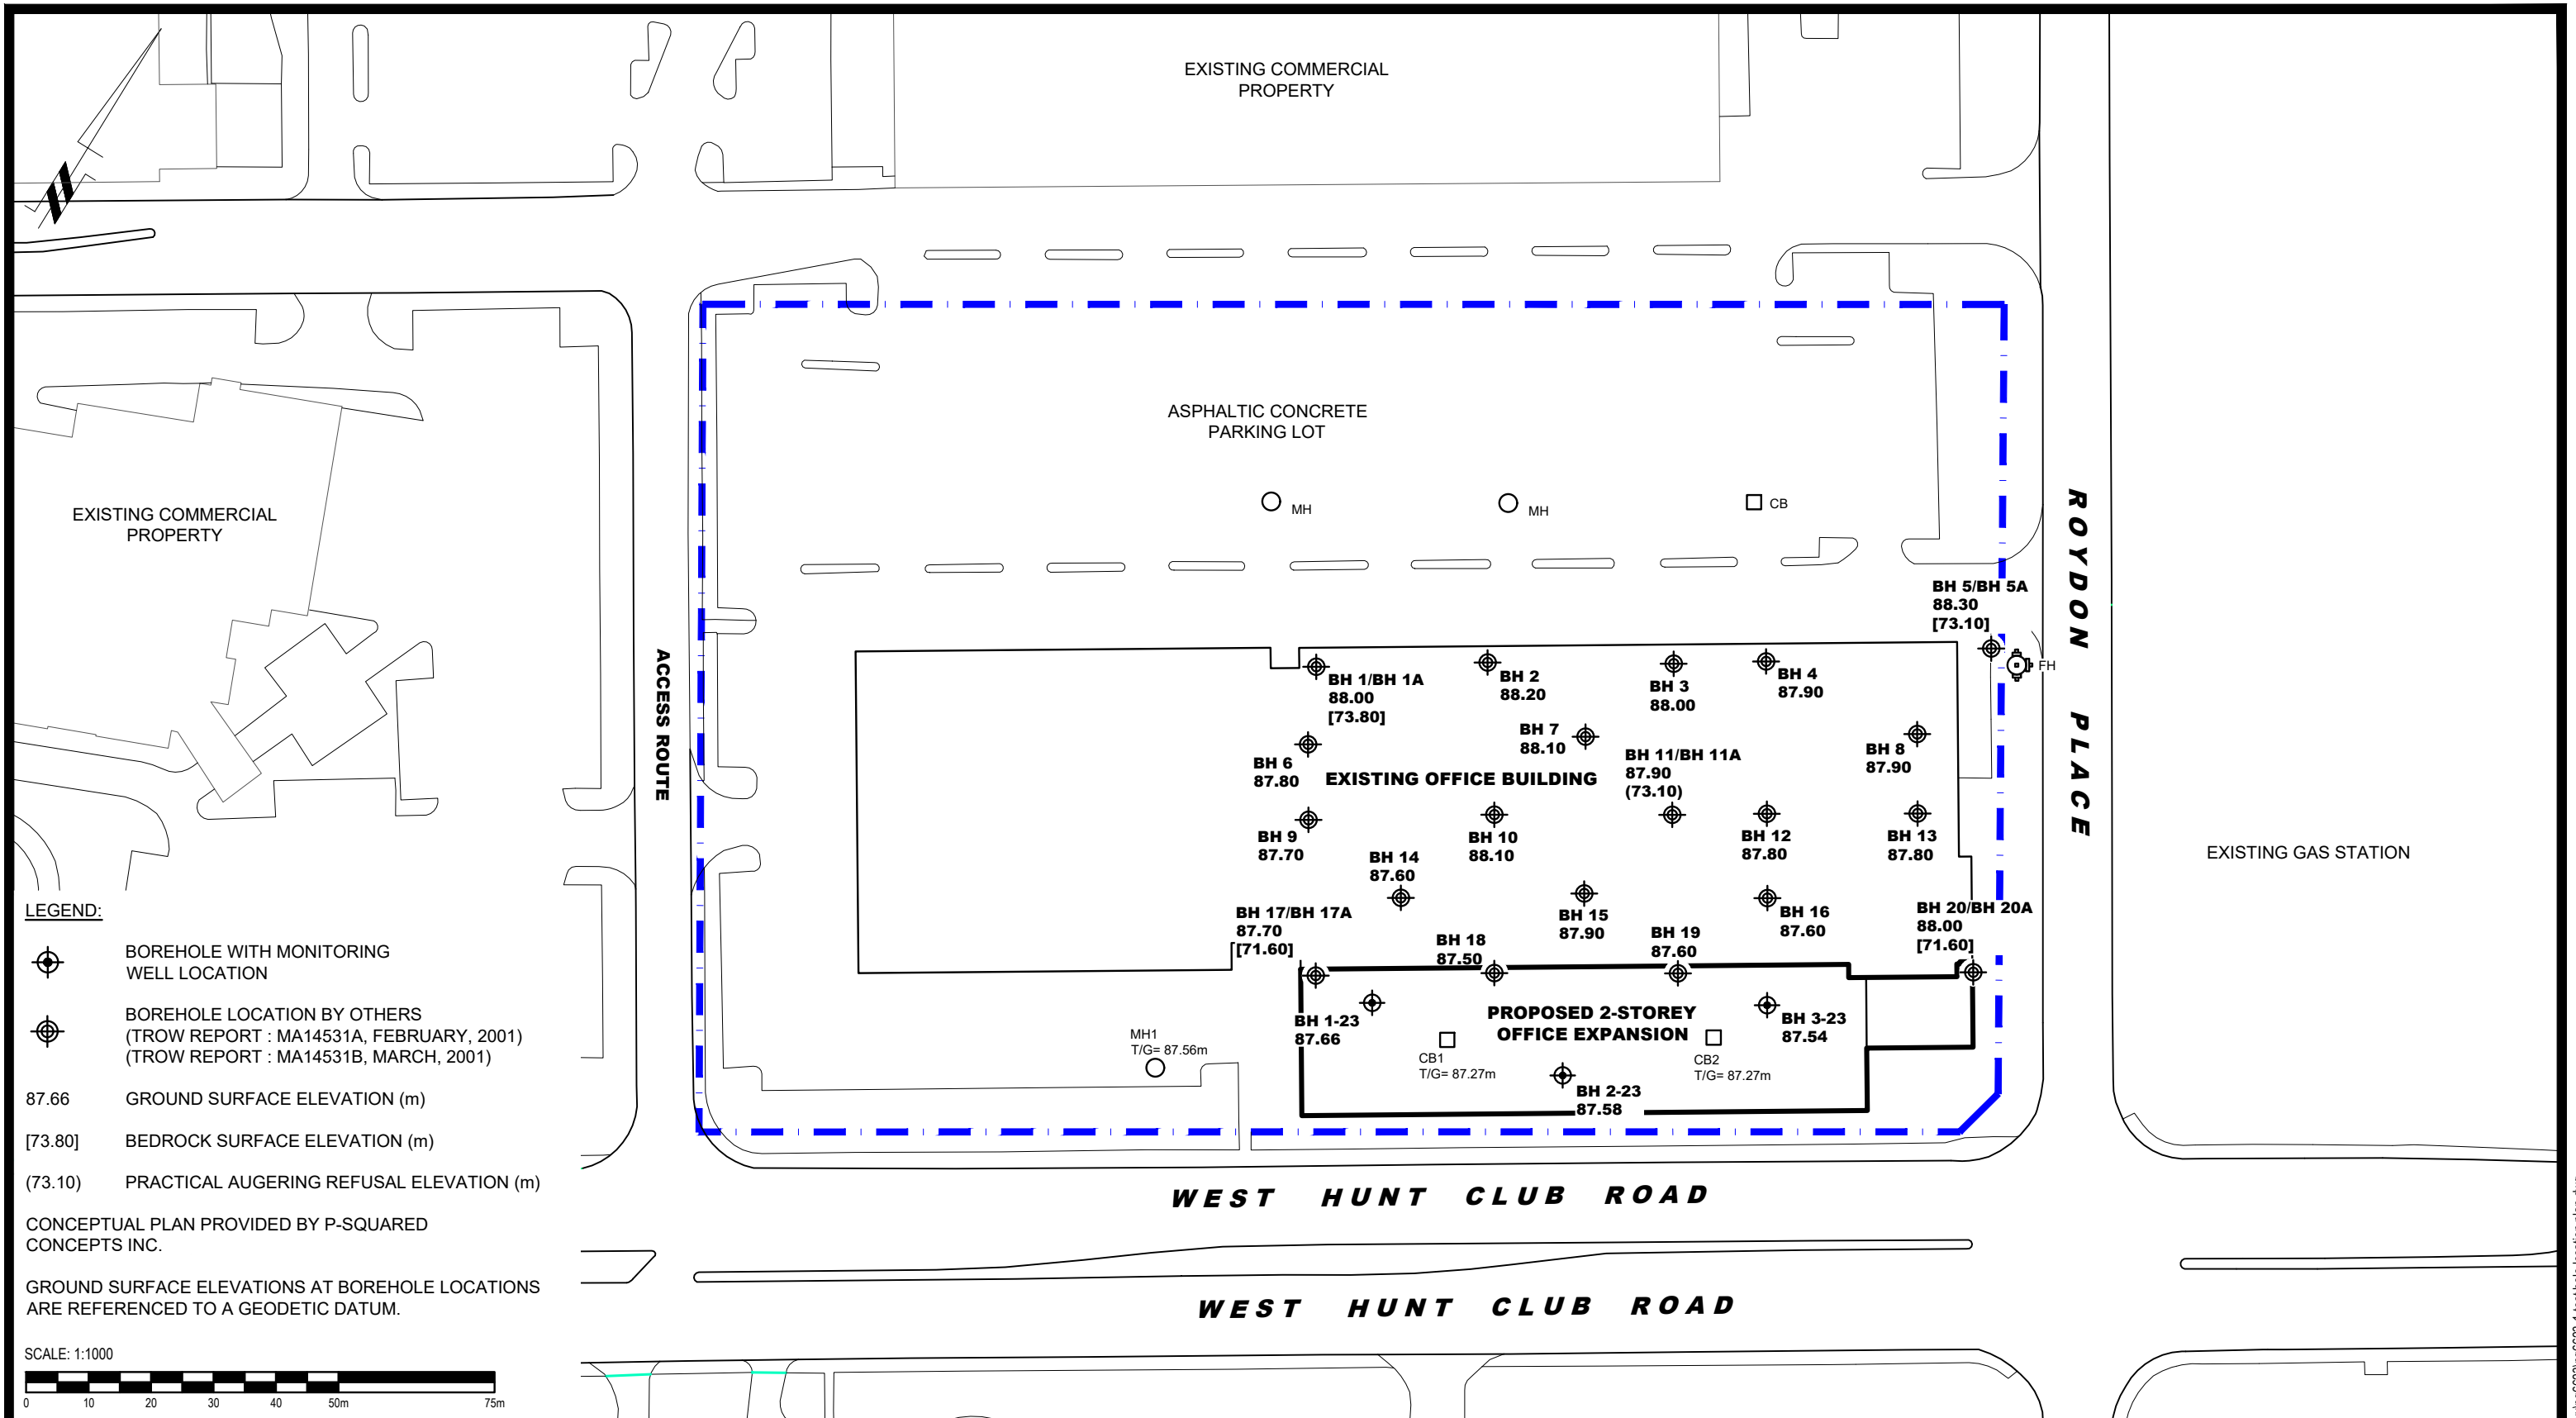 EXISTING COMMERCIAL
PROPERTY
ASPHALTIC CONCRETE
PARKING LOT
MH
MH
CB
EXISTING COMMERCIAL
PROPERTY
ACCESS ROUTE
ROYDON PLACE
BH 5/BH 5A
88.30
[73.10]
FH
BH 1/BH 1A
88.00
[73.80]
BH 2
88.20
BH 3
88.00
BH 4
87.90
BH 6
87.80
BH 7
88.10
BH 8
87.90
EXISTING OFFICE BUILDING
BH 11/BH 11A
87.90
(73.10)
BH 9
87.70
BH 10
88.10
BH 12
87.80
BH 13
87.80
EXISTING GAS STATION
BH 14
87.60
BH 15
87.90
BH 16
87.60
BH 17/BH 17A
87.70
[71.60]
BH 18
87.50
BH 19
87.60
BH 20/BH 20A
88.00
[71.60]
BH 1-23
87.66
PROPOSED 2-STOREY
OFFICE EXPANSION
BH 3-23
87.54
MH1
T/G= 87.56m
CB1
T/G= 87.27m
CB2
T/G= 87.27m
BH 2-23
87.58
WEST HUNT CLUB ROAD
WEST HUNT CLUB ROAD
LEGEND:
BOREHOLE WITH MONITORING
WELL LOCATION
BOREHOLE LOCATION BY OTHERS
(TROW REPORT : MA14531A, FEBRUARY, 2001)
(TROW REPORT : MA14531B, MARCH, 2001)
87.66 GROUND SURFACE ELEVATION (m)
[73.80] BEDROCK SURFACE ELEVATION (m)
(73.10) PRACTICAL AUGERING REFUSAL ELEVATION (m)
CONCEPTUAL PLAN PROVIDED BY P-SQUARED
CONCEPTS INC.
GROUND SURFACE ELEVATIONS AT BOREHOLE LOCATIONS
ARE REFERENCED TO A GEODETIC DATUM.
SCALE: 1:1000
0 10 20 30 40 50m 75m